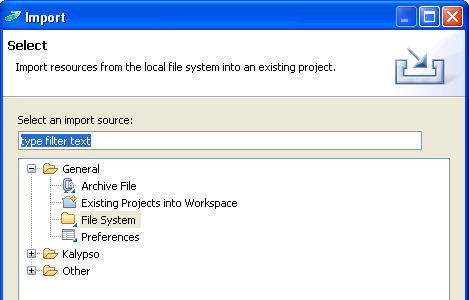 Import
Select
Import resources from the local file system into an existing project.
Select an import source:
type filter text
General
Archive File
Existing Projects into Workspace
File System
Preferences
Kalypso
Other